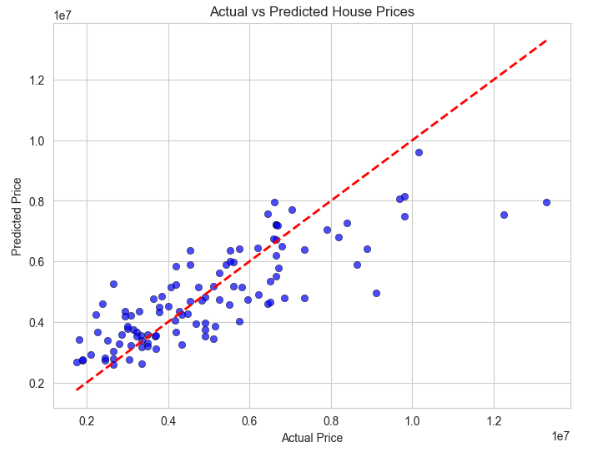 Actual vs Predicted House Prices
1e7
1.2
1.0
0.8
0.6
0.4
0.2
Predicted Price
0.2 0.4 0.6 0.8 1.0 1.2
Actual Price
1e7